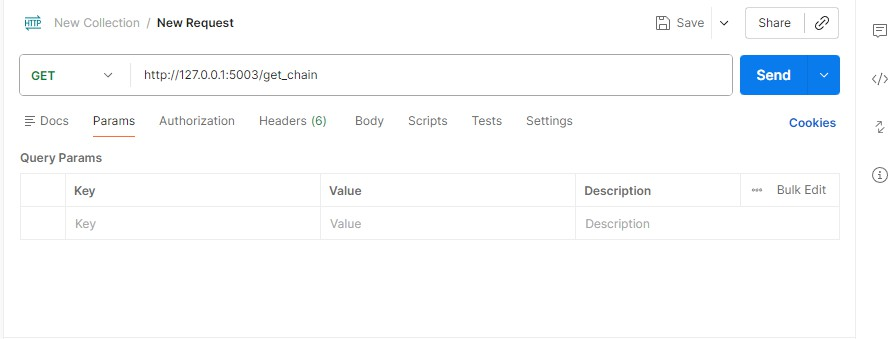 HTTP New Collection / New Request Save Share
GET http://127.0.0.1:5003/get_chain Send
Docs Params Authorization Headers (6) Body Scripts Tests Settings Cookies
Query Params
Key Value Description Bulk Edit
Key Value Description